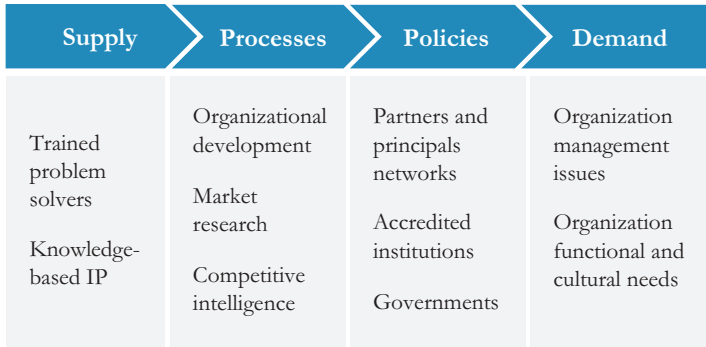 Supply
Processes
Policies
Demand
Trained
problem
solvers
Knowledge-
based IP
Organizational
development
Market
research
Competitive
intelligence
Partners and
principals
networks
Accredited
institutions
Governments
Organization
management
issues
Organization
functional and
cultural needs